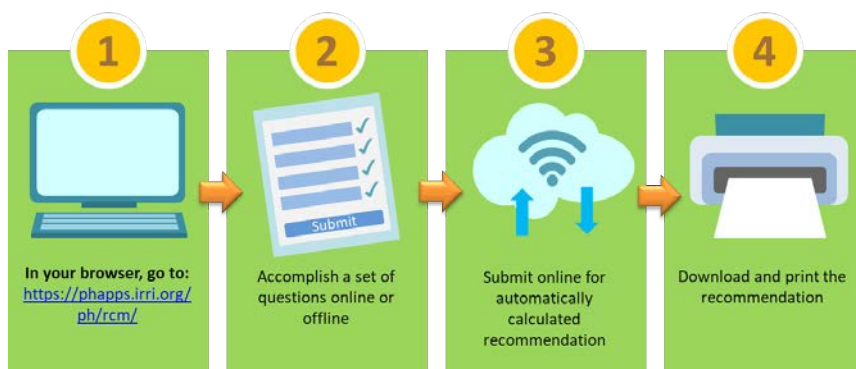 1
In your browser, go to:
https://phapps.irri.org/
ph/rcm/
2
Submit
Accomplish a set of
questions online or
offline
3
Submit online for
automatically
calculated
recommendation
4
Download and print the
recommendation